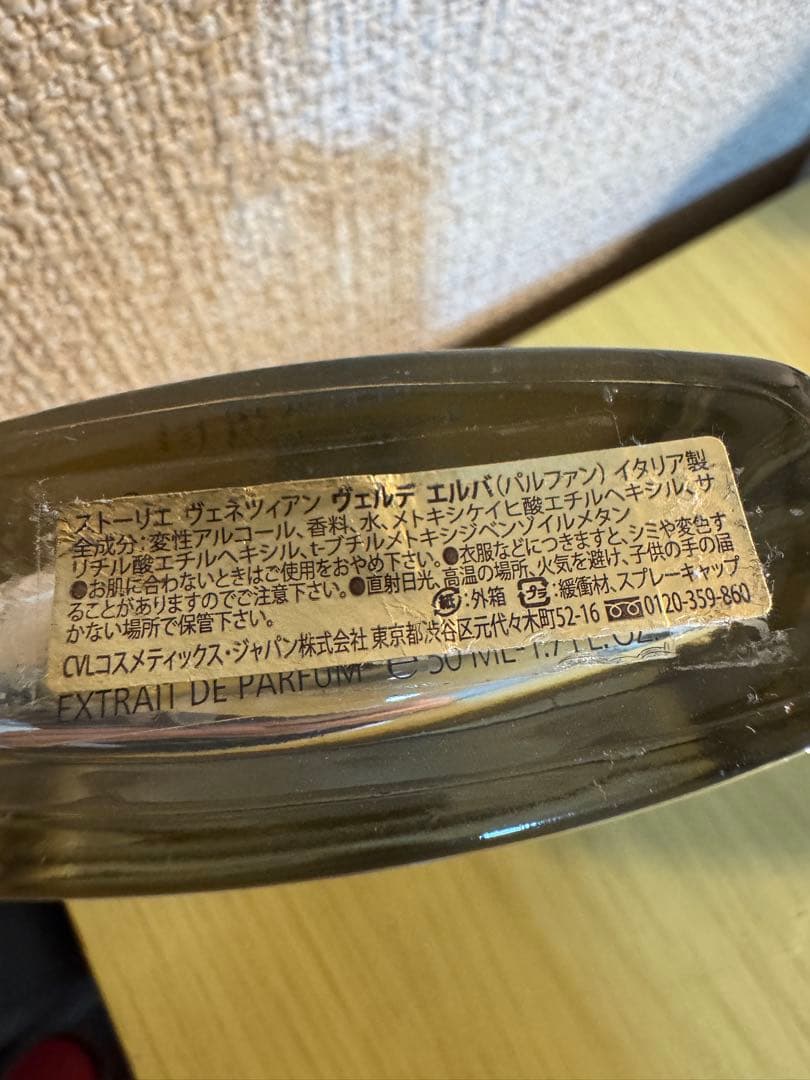 ストーリエ ヴェネツィアン ヴェルデ エルバ(パルファン) イタリア製
全成分:変性アルコール、香料、水、メトキシケイヒ酸エチルヘキシル、サ
リチル酸エチルヘキシル、t-ブチルメトキシジベンゾイルメタン
●お肌に合わないときはご使用をおやめ下さい。●衣服などにつきますと、シミや変色す
ることがありますのでご注意下さい。●直射日光、高温の場所、火気を避け、子供の手の届
かない場所で保管下さい。 紙:外箱 プラ:緩衝材、スプレーキャップ
CVLコスメティックス・ジャパン株式会社 東京都渋谷区元代々木町52-16 0120-359-860
EXTRAIT DE PARFUM e 50 ML-1.7 FL.OZ.